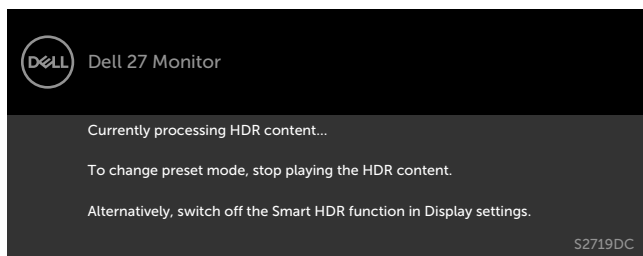 DELL
Dell 27 Monitor
Currently processing HDR content...
To change preset mode, stop playing the HDR content.
Alternatively, switch off the Smart HDR function in Display settings.
S2719DC